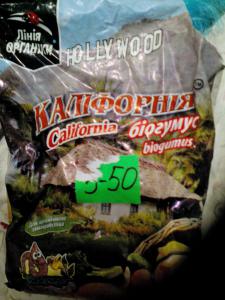 Лінія
ОРГАНІКИ
HOLLYWOOD
КАЛІФОРНІЯ
California
біогумус
biogumus
5-50